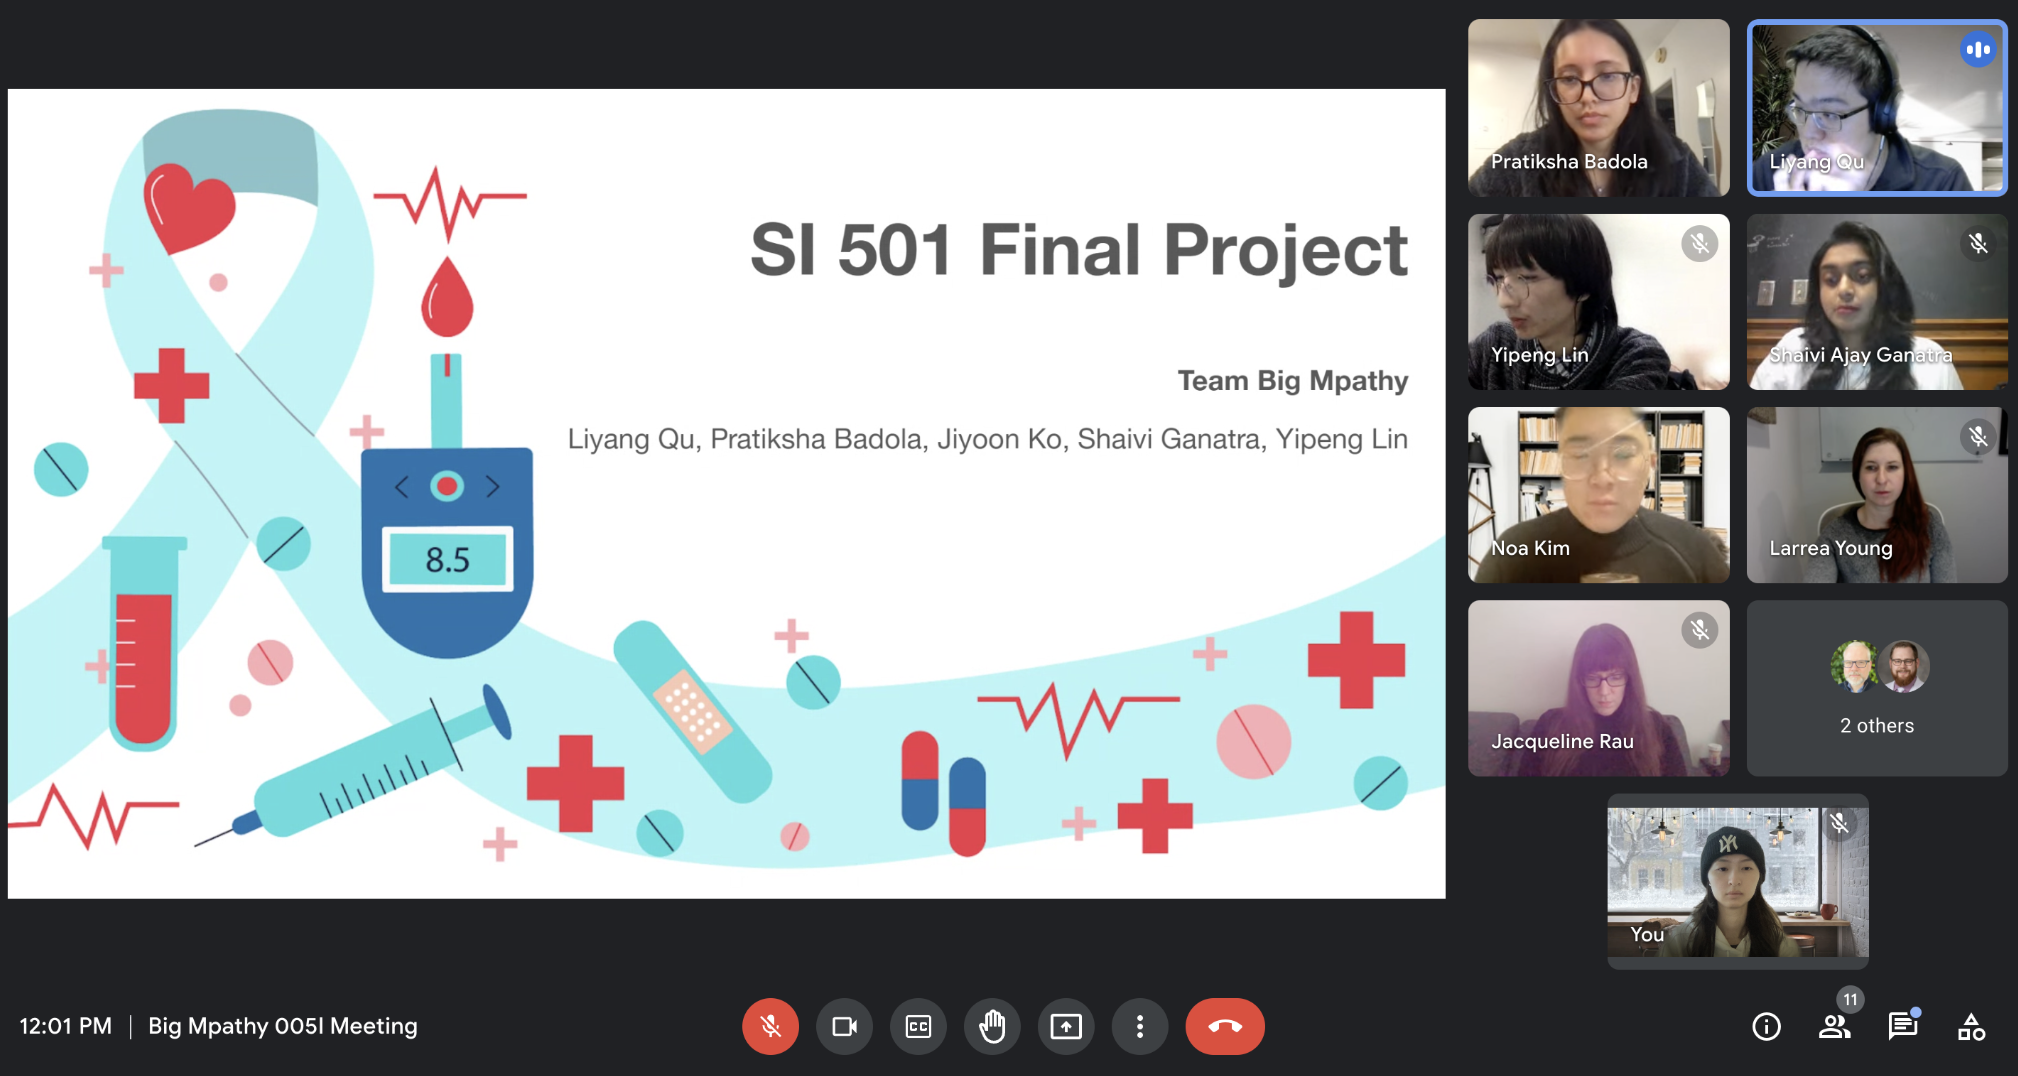 SI 501 Final Project
Team Big Mpathy
Liyang Qu, Pratiksha Badola, Jiyoon Ko, Shaivi Ganatra, Yipeng Lin
8.5
Pratiksha Badola
Liyang Qu
Yipeng Lin
Shaivi Ajay Ganatra
Noa Kim
Larrea Young
Jacqueline Rau
2 others
You
12:01 PM | Big Mpathy 005I Meeting
CC
11